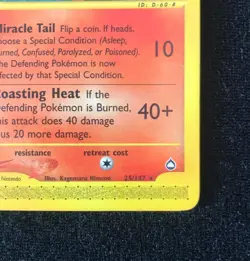 Miracle Tail Flip a coin. If heads,
choose a Special Condition (Asleep,
Burned, Confused, Paralyzed, or Poisoned).
The Defending Pokémon is now
affected by that Special Condition.
10
Roasting Heat If the
Defending Pokémon is Burned,
this attack does 40 damage
plus 20 more damage.
40+
resistance
retreat cost
Nintendo
Illus. Kagemaru Himeno